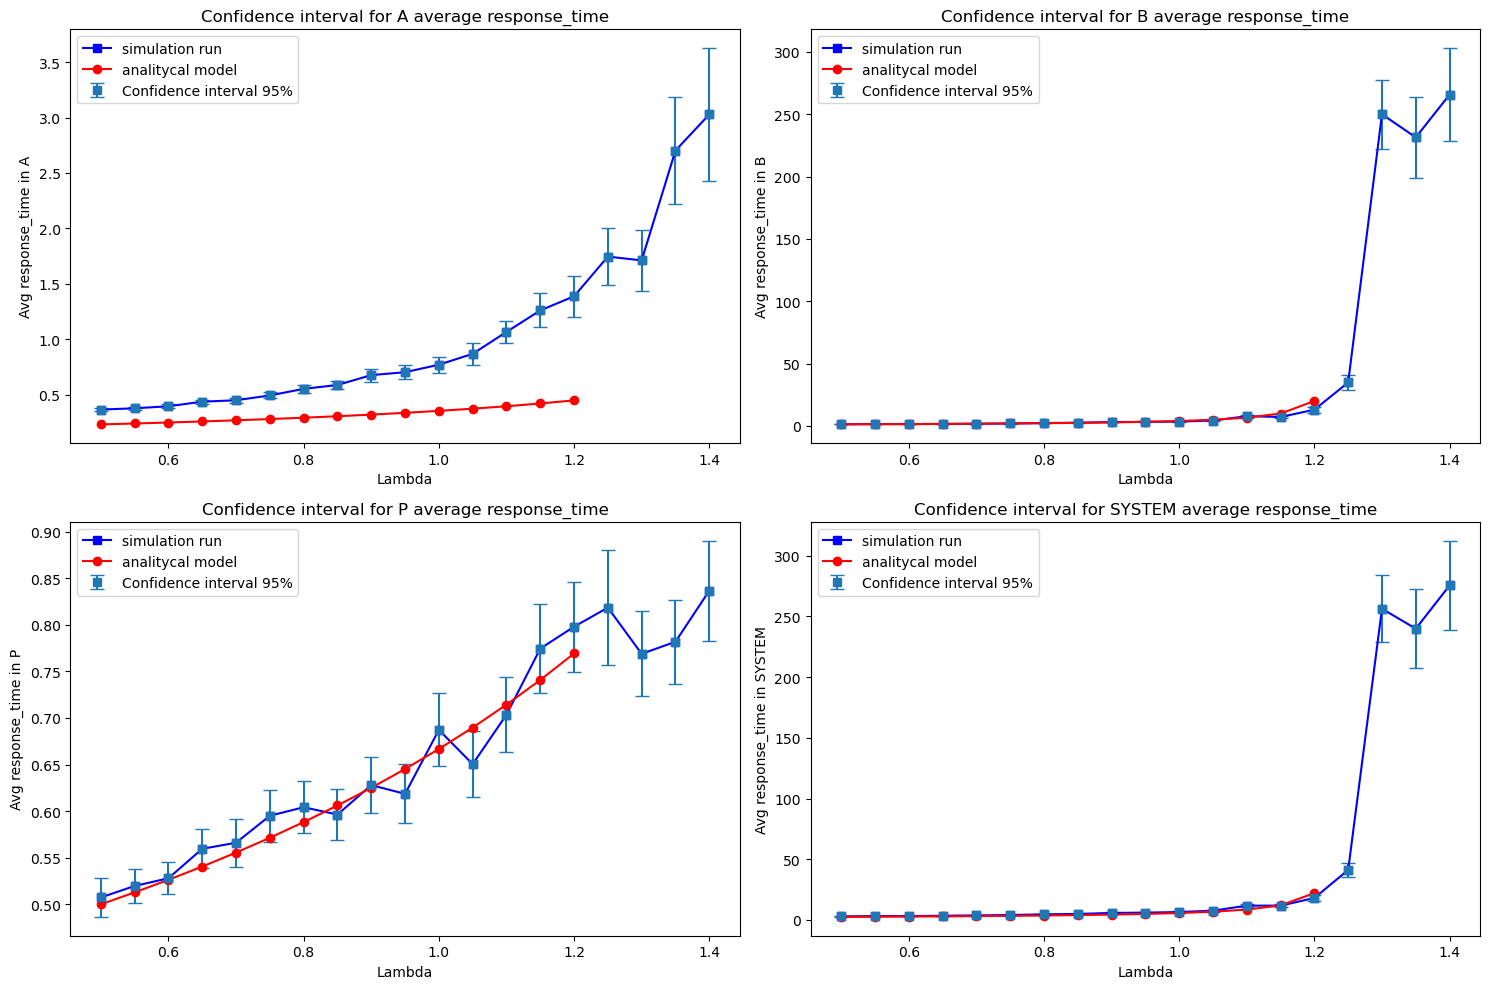 Confidence interval for A average response_time
simulation run
analitycal model
Confidence interval 95%
Avg response_time in A
3.5
3.0
2.5
2.0
1.5
1.0
0.5
0.6
0.8
1.0
1.2
1.4
Lambda
Confidence interval for B average response_time
simulation run
analitycal model
Confidence interval 95%
Avg response_time in B
300
250
200
150
100
50
0
0.6
0.8
1.0
1.2
1.4
Lambda
Confidence interval for P average response_time
simulation run
analitycal model
Confidence interval 95%
Avg response_time in P
0.90
0.85
0.80
0.75
0.70
0.65
0.60
0.55
0.50
0.6
0.8
1.0
1.2
1.4
Lambda
Confidence interval for SYSTEM average response_time
simulation run
analitycal model
Confidence interval 95%
Avg response_time in SYSTEM
300
250
200
150
100
50
0
0.6
0.8
1.0
1.2
1.4
Lambda